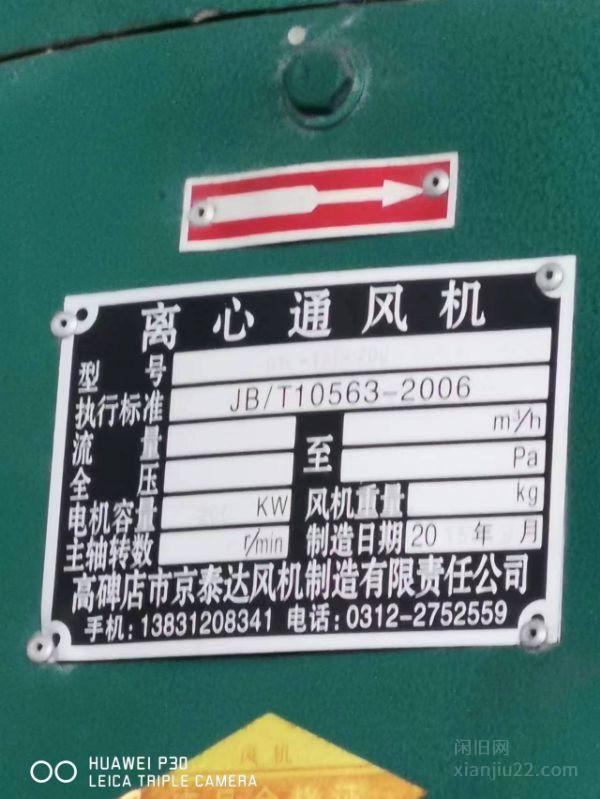 离心通风机
型号
执行标准 JB/T10563-2006
流量 至 m³/h
全压 Pa
电机容量 KW 风机重量 kg
主轴转数 r/min 制造日期 20 年 月
高碑店市京泰达风机制造有限责任公司
手机:13831208341 电话:0312-2752559
风机
HUAWEI P30
LEICA TRIPLE CAMERA
闲旧网
xianjiu22.com